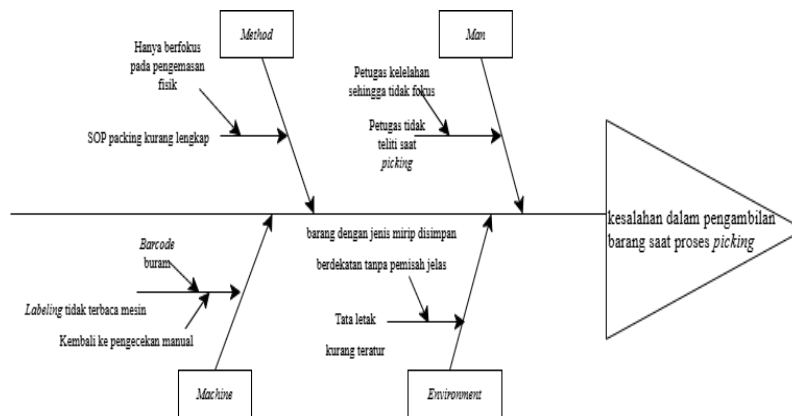 Method
Man
Hanya berfokus
pada pengemasan
fisik
SOP packing kurang lengkap
Petugas kelelahan
sehingga tidak fokus
Petugas tidak
teliti saat
picking
kesalahan dalam pengambilan
barang saat proses picking
Barcode
buram
Labeling tidak terbaca mesin
Kembali ke pengecekan manual
barang dengan jenis mirip disimpan
berdekatan tanpa pemisah jelas
Tata letak
kurang teratur
Machine
Environment